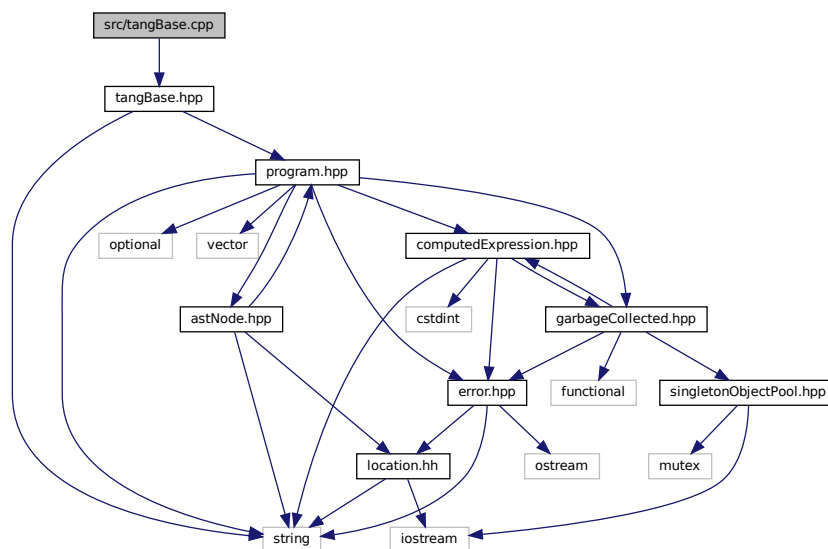 src/tangBase.cpp
tangBase.hpp
program.hpp
optional
vector
computedExpression.hpp
astNode.hpp
cstdint
garbageCollected.hpp
error.hpp
functional
singletonObjectPool.hpp
location.hh
ostream
mutex
string
iostream